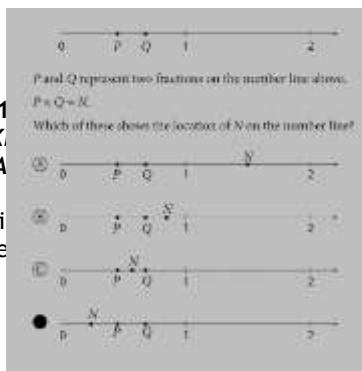 0 P Q 1 2
P and Q represent two fractions on the number line above.
P × Q = N.
Which of these shows the location of N on the number line?
N
A 0 P Q 1 2
N
B 0 P Q 1 2
N
C 0 P Q 1 2
N
0 P Q 1 2